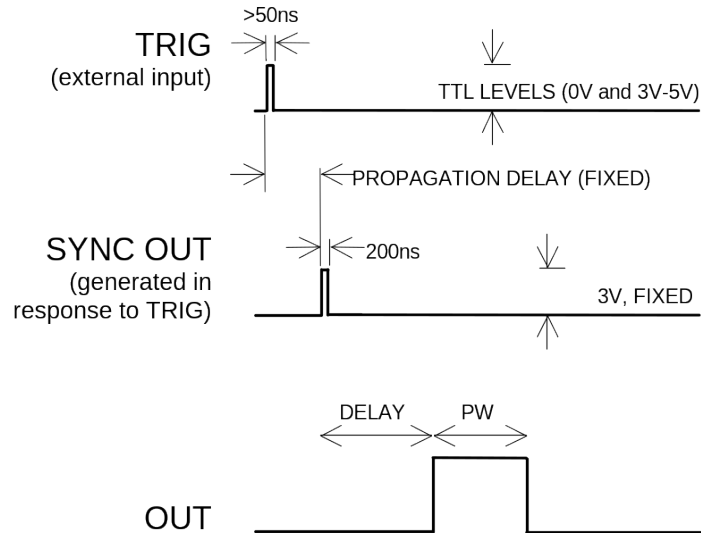 >50ns
TRIG
(external input)
TTL LEVELS (0V and 3V-5V)
PROPAGATION DELAY (FIXED)
SYNC OUT
(generated in
response to TRIG)
200ns
3V, FIXED
DELAY
PW
OUT